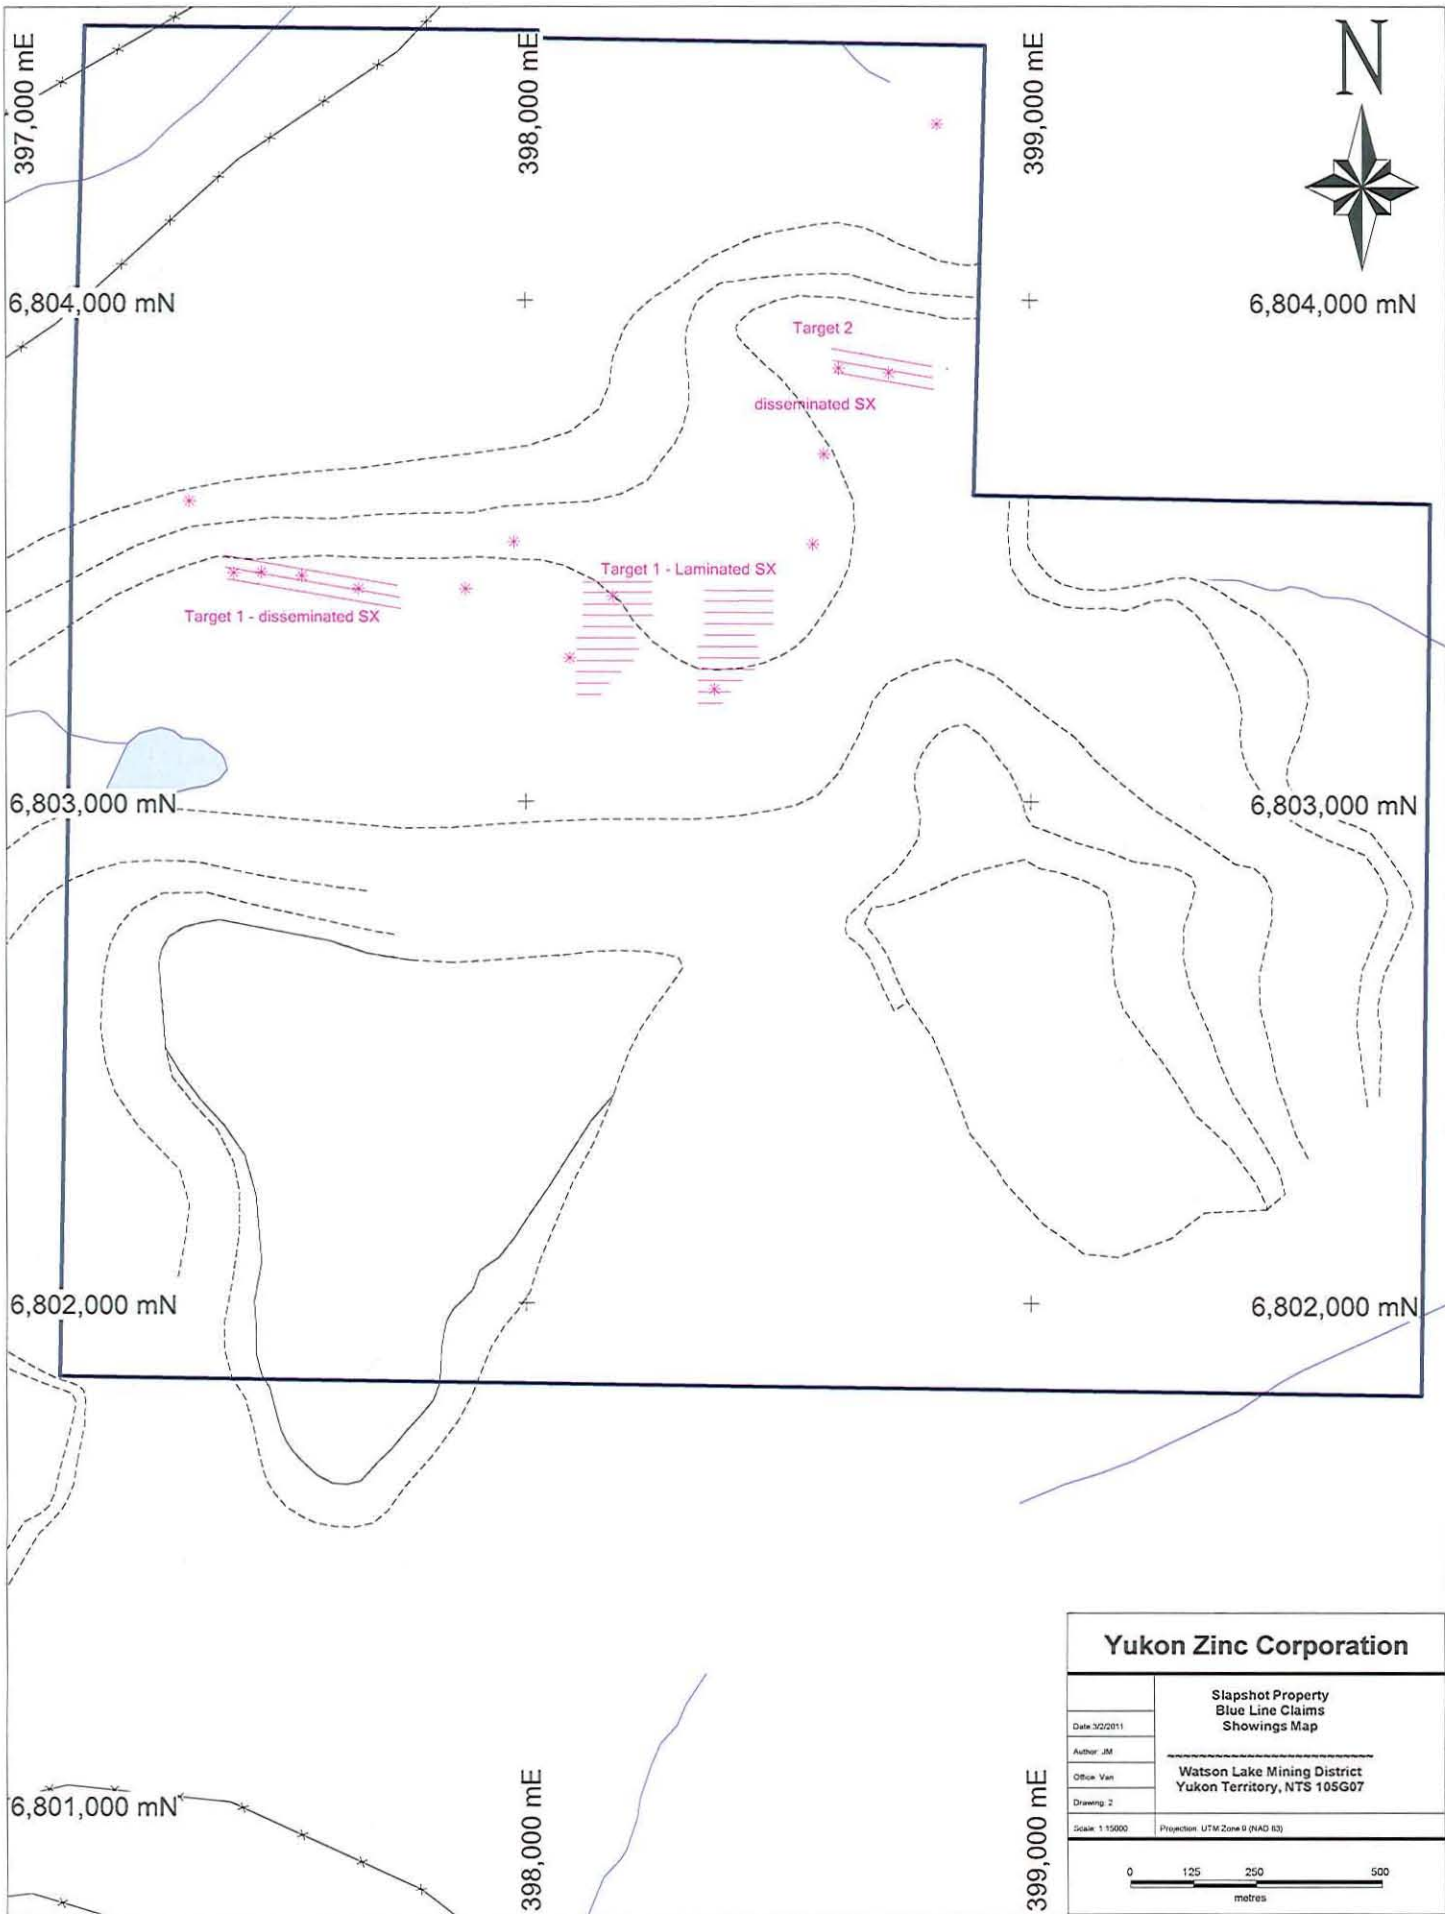 397,000 mE
398,000 mE
399,000 mE
N
6,804,000 mN
6,804,000 mN
Target 2
disseminated SX
Target 1 - Laminated SX
Target 1 - disseminated SX
6,803,000 mN
6,803,000 mN
6,802,000 mN
6,802,000 mN
6,801,000 mN
398,000 mE
399,000 mE
Yukon Zinc Corporation
Slapshot Property
Blue Line Claims
Showings Map
Date:3/2/2011
Author: JM
Office: Van
Drawing: 2
Scale: 1:15000
~~~~~~~~~~~~~~~~~~~~~~~~~~
Watson Lake Mining District
Yukon Territory, NTS 105G07
Projection: UTM Zone 9 (NAD 83)
0 125 250 500
metres